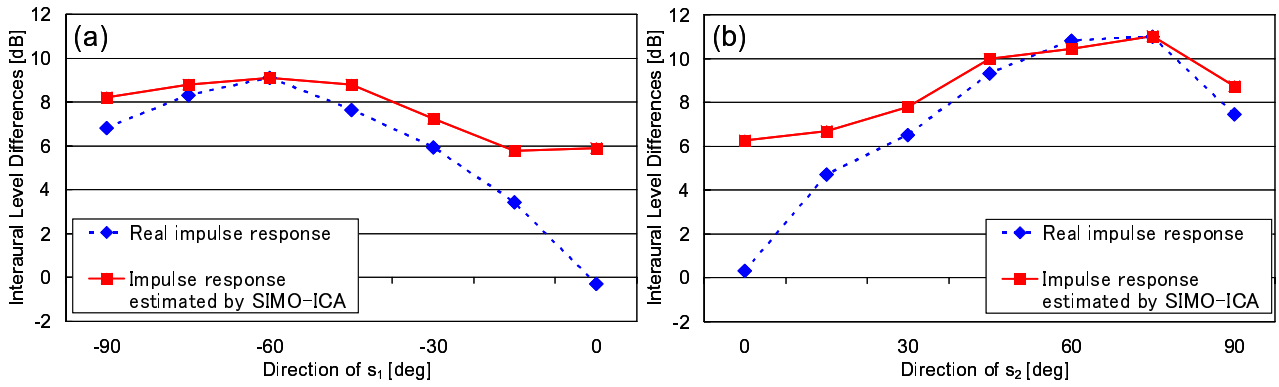 (a)
Interaural Level Differences [dB]
12
10
8
6
4
2
0
-2
Real impulse response
Impulse response
estimated by SIMO-ICA
-90
-60
-30
0
Direction of s1 [deg]
(b)
Interaural Level Differences [dB]
12
10
8
6
4
2
0
-2
Real impulse response
Impulse response
estimated by SIMO-ICA
0
30
60
90
Direction of s2 [deg]